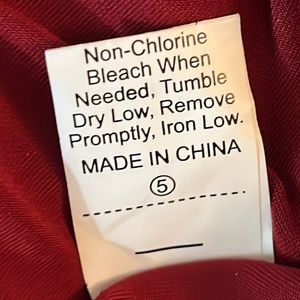 Non-Chlorine
Bleach When
Needed, Tumble
Dry Low, Remove
Promptly, Iron Low.
MADE IN CHINA
5